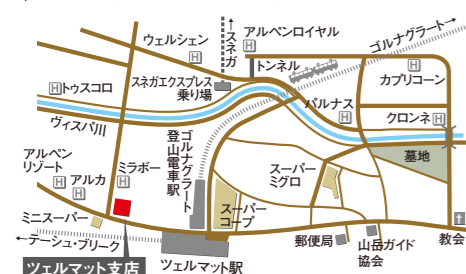 アルペンロイヤル
ゴルナグラート→
ウェルシェン
H
←スネガ
H
トンネル
H
カプリコーン
Hトゥスコロ
スネガエクスプレス
乗り場
パルナス
H
クロンネH
ヴィスパ川
ゴルナグラート
登山電車駅
墓地
アルペン
リゾート
H
アルカ
H
ミラボー
H
スーパー
ミグロ
スーパー
コープ
ミニスーパー
←テーシュ・ブリーク
郵便局
山岳ガイド
協会
教会
ツェルマット支店
ツェルマット駅